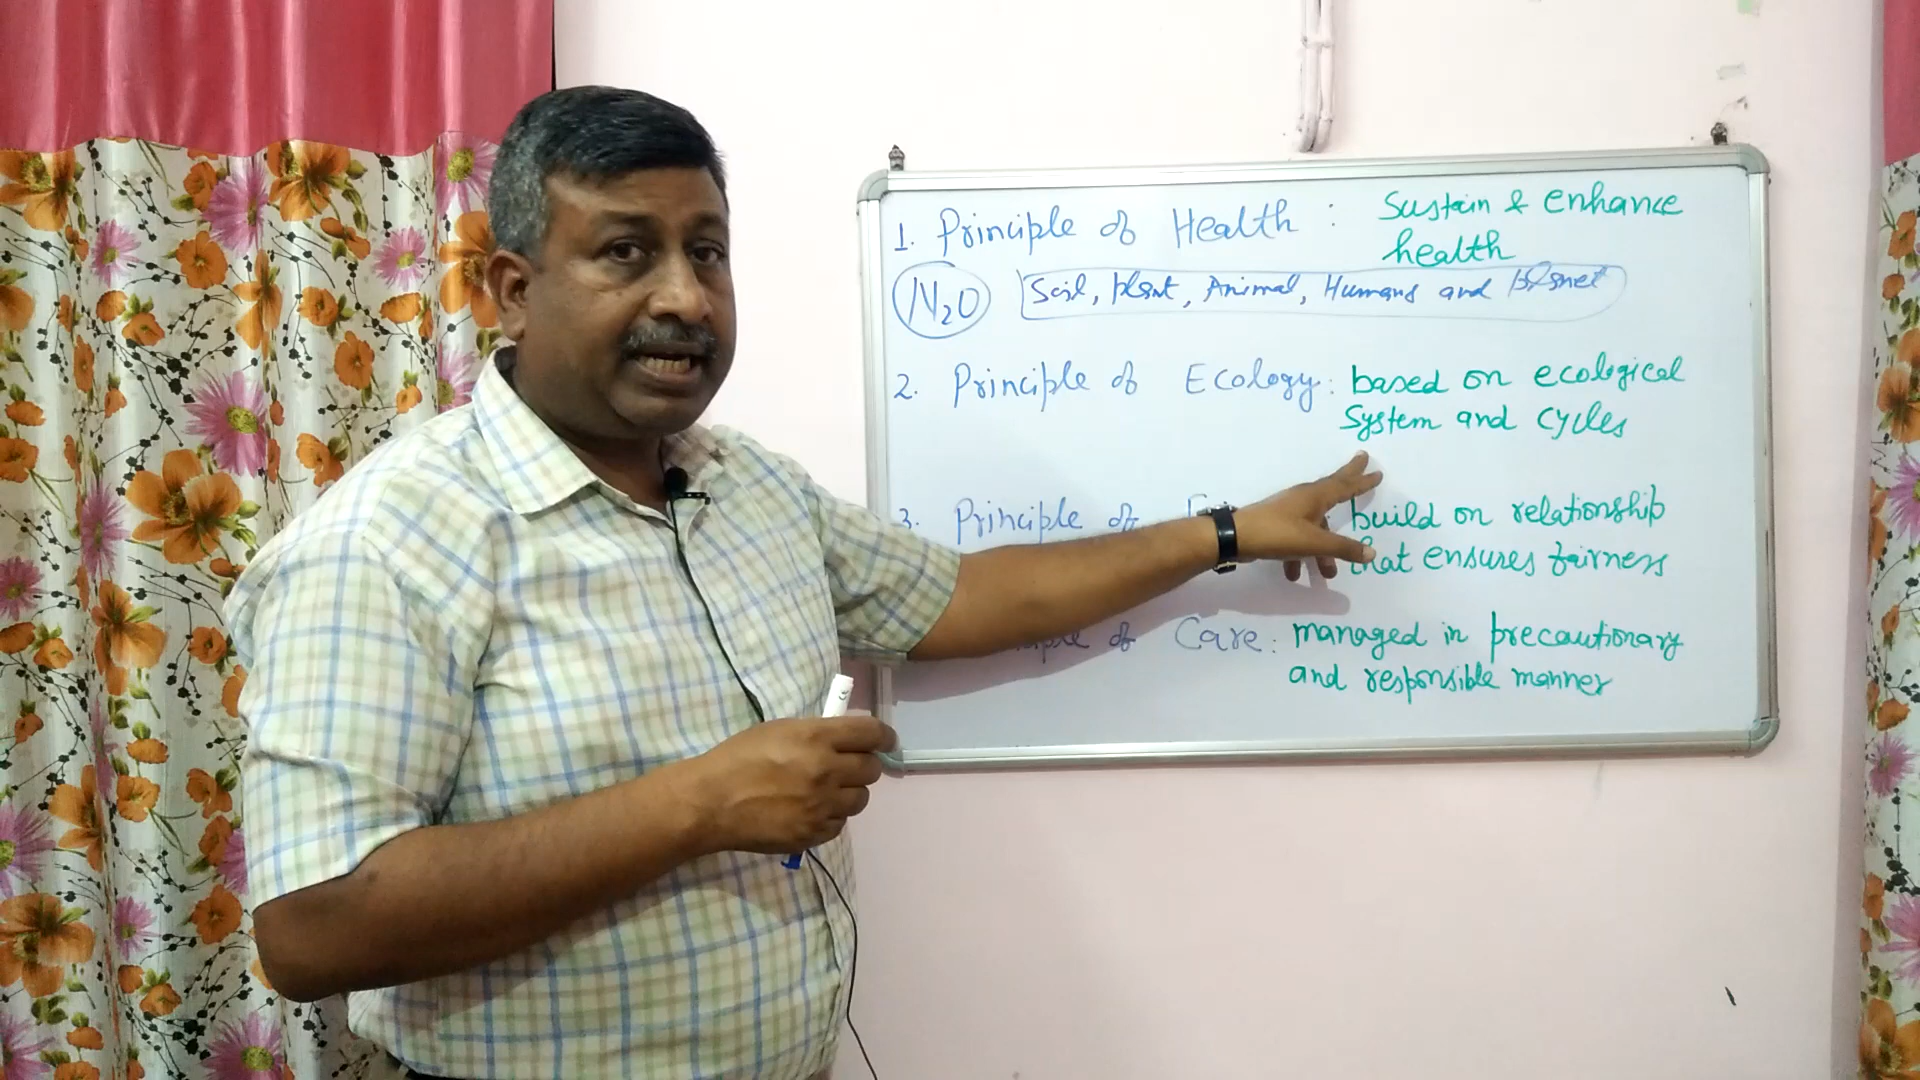 1. Principle of Health : Sustain & enhance
health
N₂O Soil, plant, Animal, Humans and planet
2. Principle of Ecology : based on ecological
System and cycles
3. Principle of build on relationship
that ensures fairness
of Care : managed in precautionary
and responsible manner